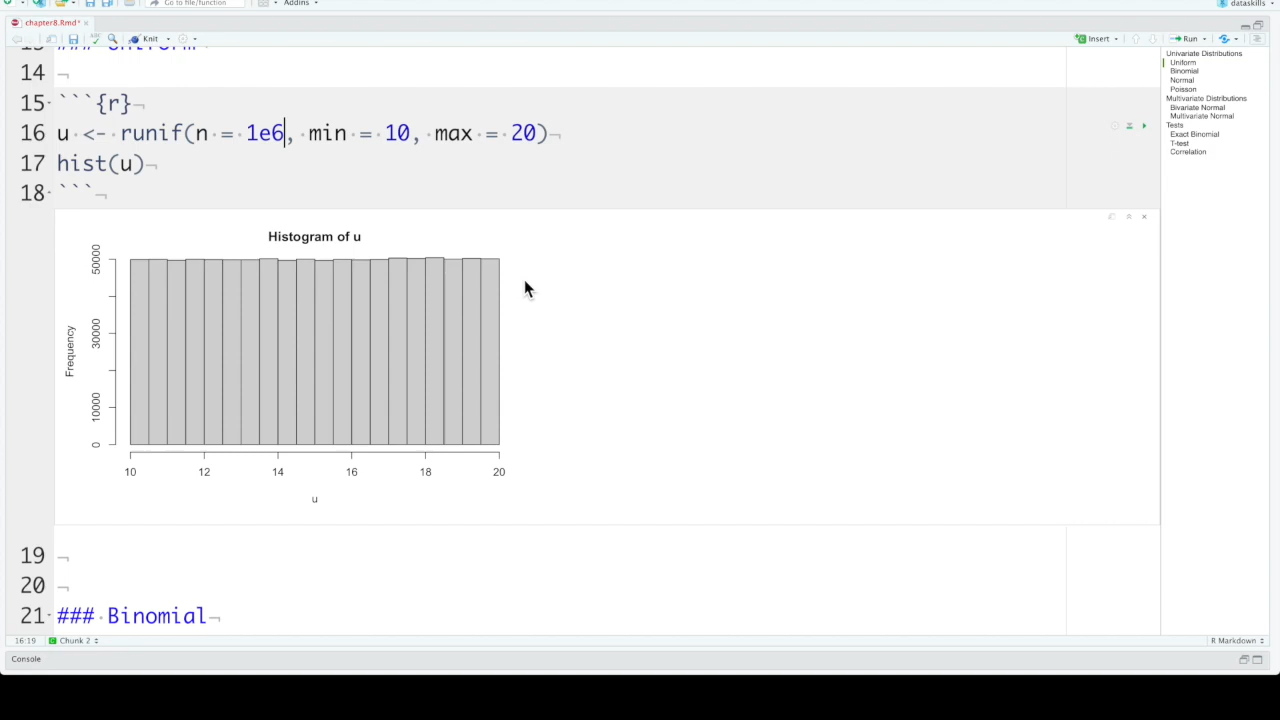 Go to file/function
Addins
dataskills
chapter8.Rmd*
Knit
Insert
Run
14
15 ```{r}
16 u <- runif(n = 1e6, min = 10, max = 20)
17 hist(u)
18 ```
Histogram of u
Frequency
50000
30000
10000
0
10 12 14 16 18 20
u
19
20
21 ### Binomial
16:19
Chunk 2
R Markdown
Console
Univariate Distributions
Uniform
Binomial
Normal
Poisson
Multivariate Distributions
Bivariate Normal
Multivariate Normal
Tests
Exact Binomial
T-test
Correlation